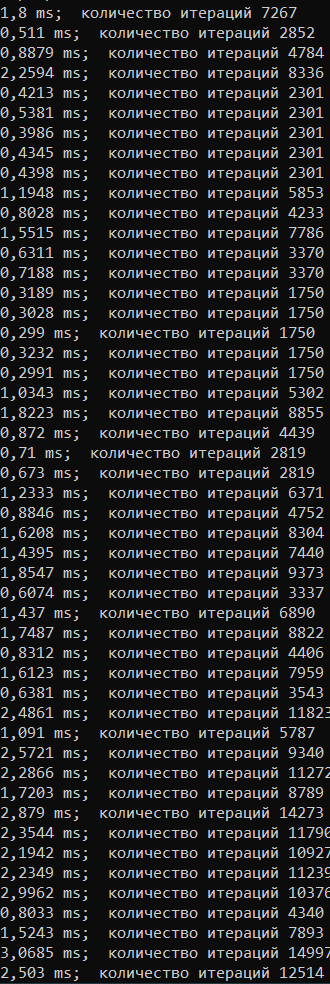 1,8 ms;  количество итераций 7267
0,511 ms;  количество итераций 2852
0,8879 ms;  количество итераций 4784
2,2594 ms;  количество итераций 8336
0,4213 ms;  количество итераций 2301
0,5381 ms;  количество итераций 2301
0,3986 ms;  количество итераций 2301
0,4345 ms;  количество итераций 2301
0,4398 ms;  количество итераций 2301
1,1948 ms;  количество итераций 5853
0,8028 ms;  количество итераций 4233
1,5515 ms;  количество итераций 7786
0,6311 ms;  количество итераций 3370
0,7188 ms;  количество итераций 3370
0,3189 ms;  количество итераций 1750
0,3028 ms;  количество итераций 1750
0,299 ms;  количество итераций 1750
0,3232 ms;  количество итераций 1750
0,2991 ms;  количество итераций 1750
1,0343 ms;  количество итераций 5302
1,8223 ms;  количество итераций 8855
0,872 ms;  количество итераций 4439
0,71 ms;  количество итераций 2819
0,673 ms;  количество итераций 2819
1,2333 ms;  количество итераций 6371
0,8846 ms;  количество итераций 4752
1,6208 ms;  количество итераций 8304
1,4395 ms;  количество итераций 7440
1,8547 ms;  количество итераций 9373
0,6074 ms;  количество итераций 3337
1,437 ms;  количество итераций 6890
1,7487 ms;  количество итераций 8822
0,8312 ms;  количество итераций 4406
1,6123 ms;  количество итераций 7959
0,6381 ms;  количество итераций 3543
2,4861 ms;  количество итераций 11823
1,091 ms;  количество итераций 5787
2,5721 ms;  количество итераций 9340
2,2866 ms;  количество итераций 11272
1,7203 ms;  количество итераций 8789
2,879 ms;  количество итераций 14273
2,3544 ms;  количество итераций 11790
2,1942 ms;  количество итераций 10927
2,2349 ms;  количество итераций 11239
2,9962 ms;  количество итераций 10376
0,8033 ms;  количество итераций 4340
1,5243 ms;  количество итераций 7893
3,0685 ms;  количество итераций 14997
2,503 ms;  количество итераций 12514